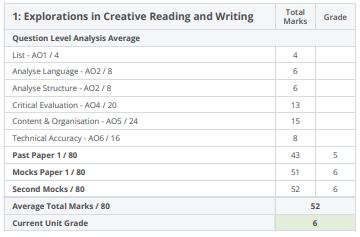 1: Explorations in Creative Reading and Writing Total Marks Grade
Question Level Analysis Average
List - AO1 / 4 4
Analyse Language - AO2 / 8 6
Analyse Structure - AO2 / 8 6
Critical Evaluation - AO4 / 20 13
Content & Organisation - AO5 / 24 15
Technical Accuracy - AO6 / 16 8
Past Paper 1 / 80 43 5
Mocks Paper 1 / 80 51 6
Second Mocks / 80 52 6
Average Total Marks / 80 52
Current Unit Grade 6